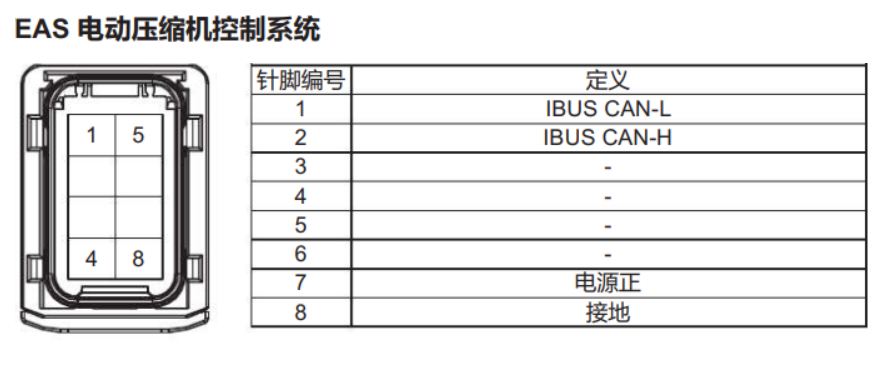 EAS 电动压缩机控制系统
1 5
4 8
针脚编号 定义
1 IBUS CAN-L
2 IBUS CAN-H
3 -
4 -
5 -
6 -
7 电源正
8 接地